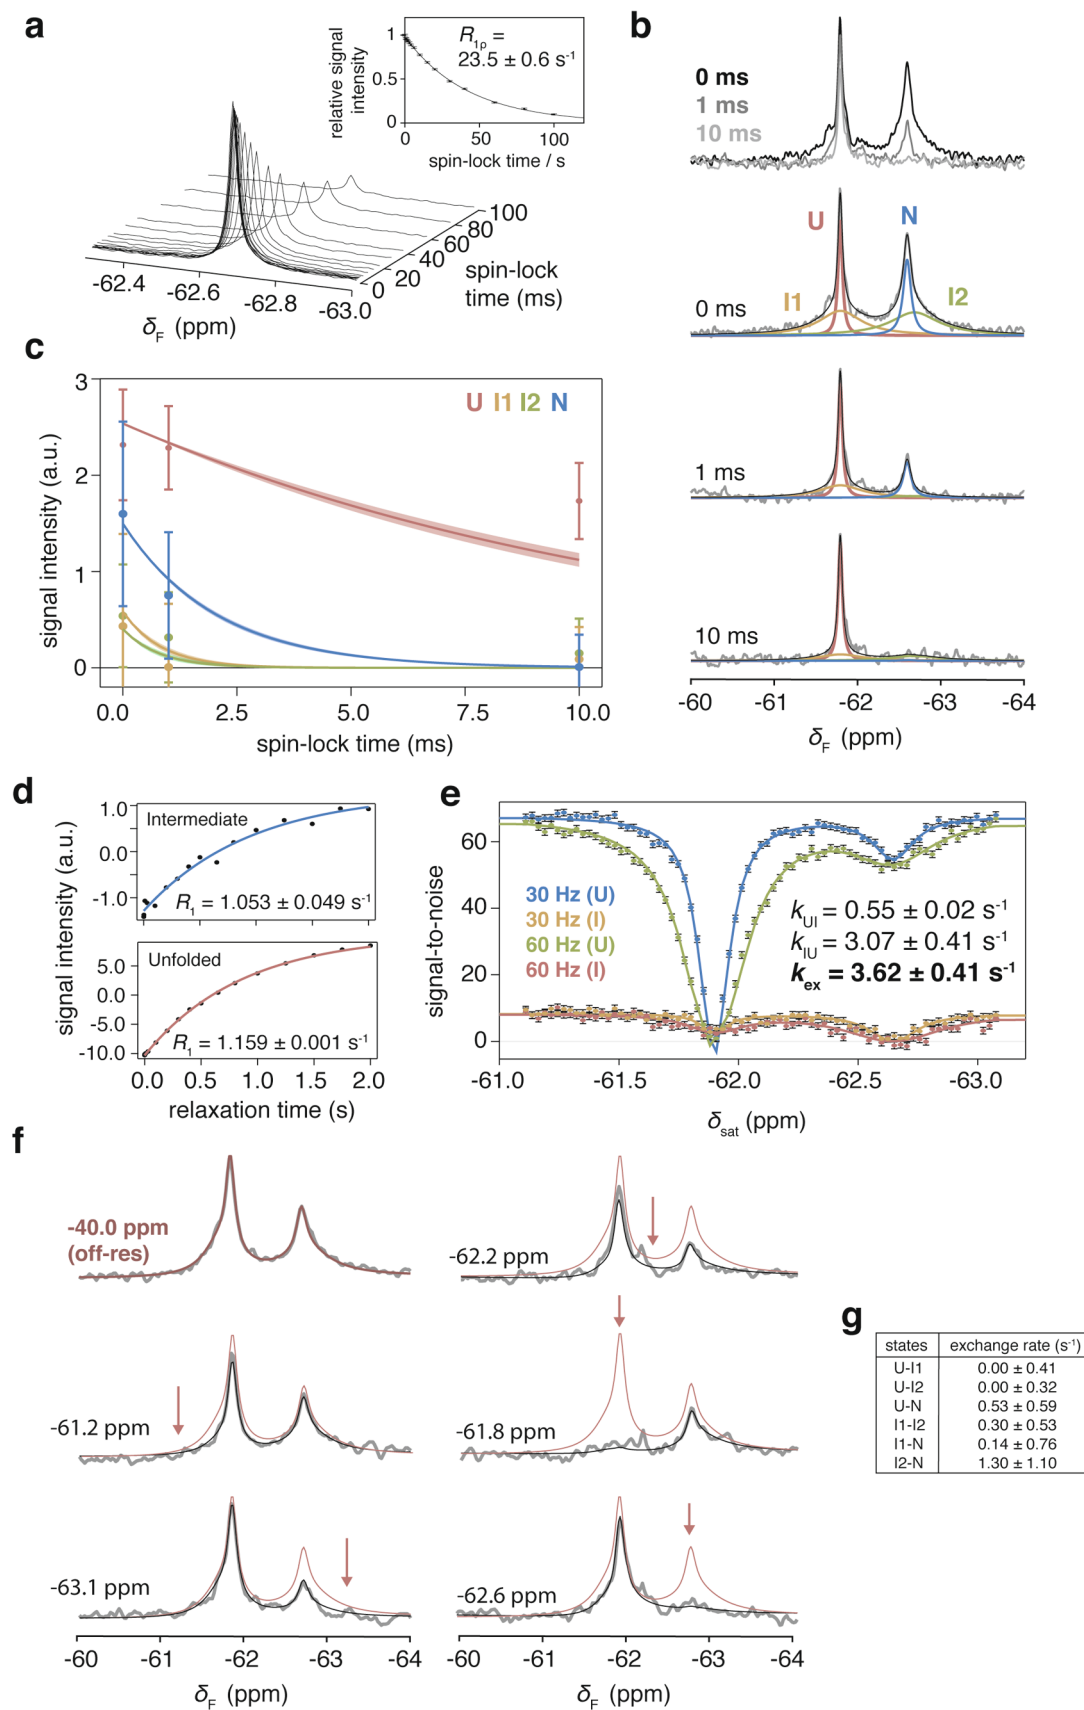 a
R1ρ =
23.5 ± 0.6 s-1
relative signal
intensity
1
0.5
0
0 50 100
spin-lock time / s
100
80
60
40
20
0
spin-lock
time (ms)
-62.4 -62.6 -62.8 -63.0
δF (ppm)
b
0 ms
1 ms
10 ms
U N
I1 I2
0 ms
1 ms
10 ms
-60 -61 -62 -63 -64
δF (ppm)
c
U I1 I2 N
signal intensity (a.u.)
3
2
1
0
0.0 2.5 5.0 7.5 10.0
spin-lock time (ms)
d
signal intensity (a.u.)
1.0
0.0
-1.0
Intermediate
R1 = 1.053 ± 0.049 s-1
5.0
0.0
-5.0
-10.0
Unfolded
R1 = 1.159 ± 0.001 s-1
0.0 0.5 1.0 1.5 2.0
relaxation time (s)
e
signal-to-noise
60
40
20
0
30 Hz (U)
30 Hz (I)
60 Hz (U)
60 Hz (I)
kUI = 0.55 ± 0.02 s-1
kIU = 3.07 ± 0.41 s-1
kex = 3.62 ± 0.41 s-1
-61.0 -61.5 -62.0 -62.5 -63.0
δsat (ppm)
f
-40.0 ppm
(off-res)
-62.2 ppm
-61.2 ppm
-61.8 ppm
-63.1 ppm
-62.6 ppm
-60 -61 -62 -63 -64
δF (ppm)
-60 -61 -62 -63 -64
δF (ppm)
g
states exchange rate (s-1)
U-I1 0.00 ± 0.41
U-I2 0.00 ± 0.32
U-N 0.53 ± 0.59
I1-I2 0.30 ± 0.53
I1-N 0.14 ± 0.76
I2-N 1.30 ± 1.10